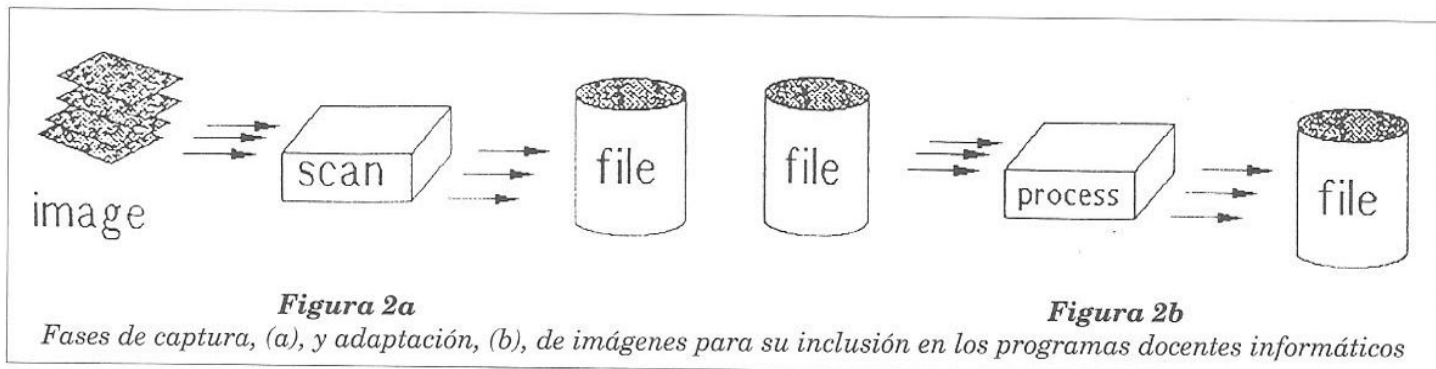 image
scan
file
file
process
file
Figura 2a
Figura 2b
Fases de captura, (a), y adaptación, (b), de imágenes para su inclusión en los programas docentes informáticos